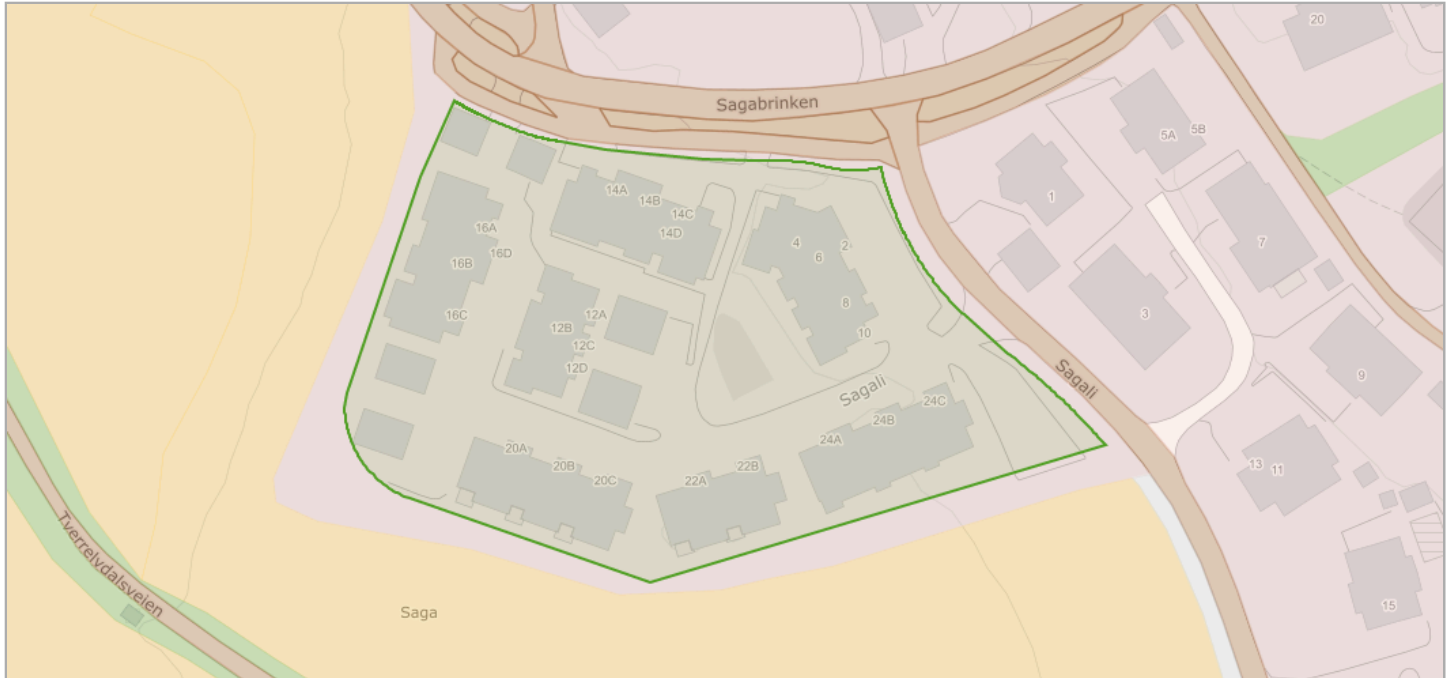 20
Sagabrinken
5A
5B
14A
14B
14C
14D
1
16A
16D
16B
16C
4
2
6
8
10
7
3
12A
12B
12C
12D
Sagali
Sagali
9
24C
24B
24A
20A
20B
20C
22B
22A
13
11
Tverrelvdalsveien
Saga
15